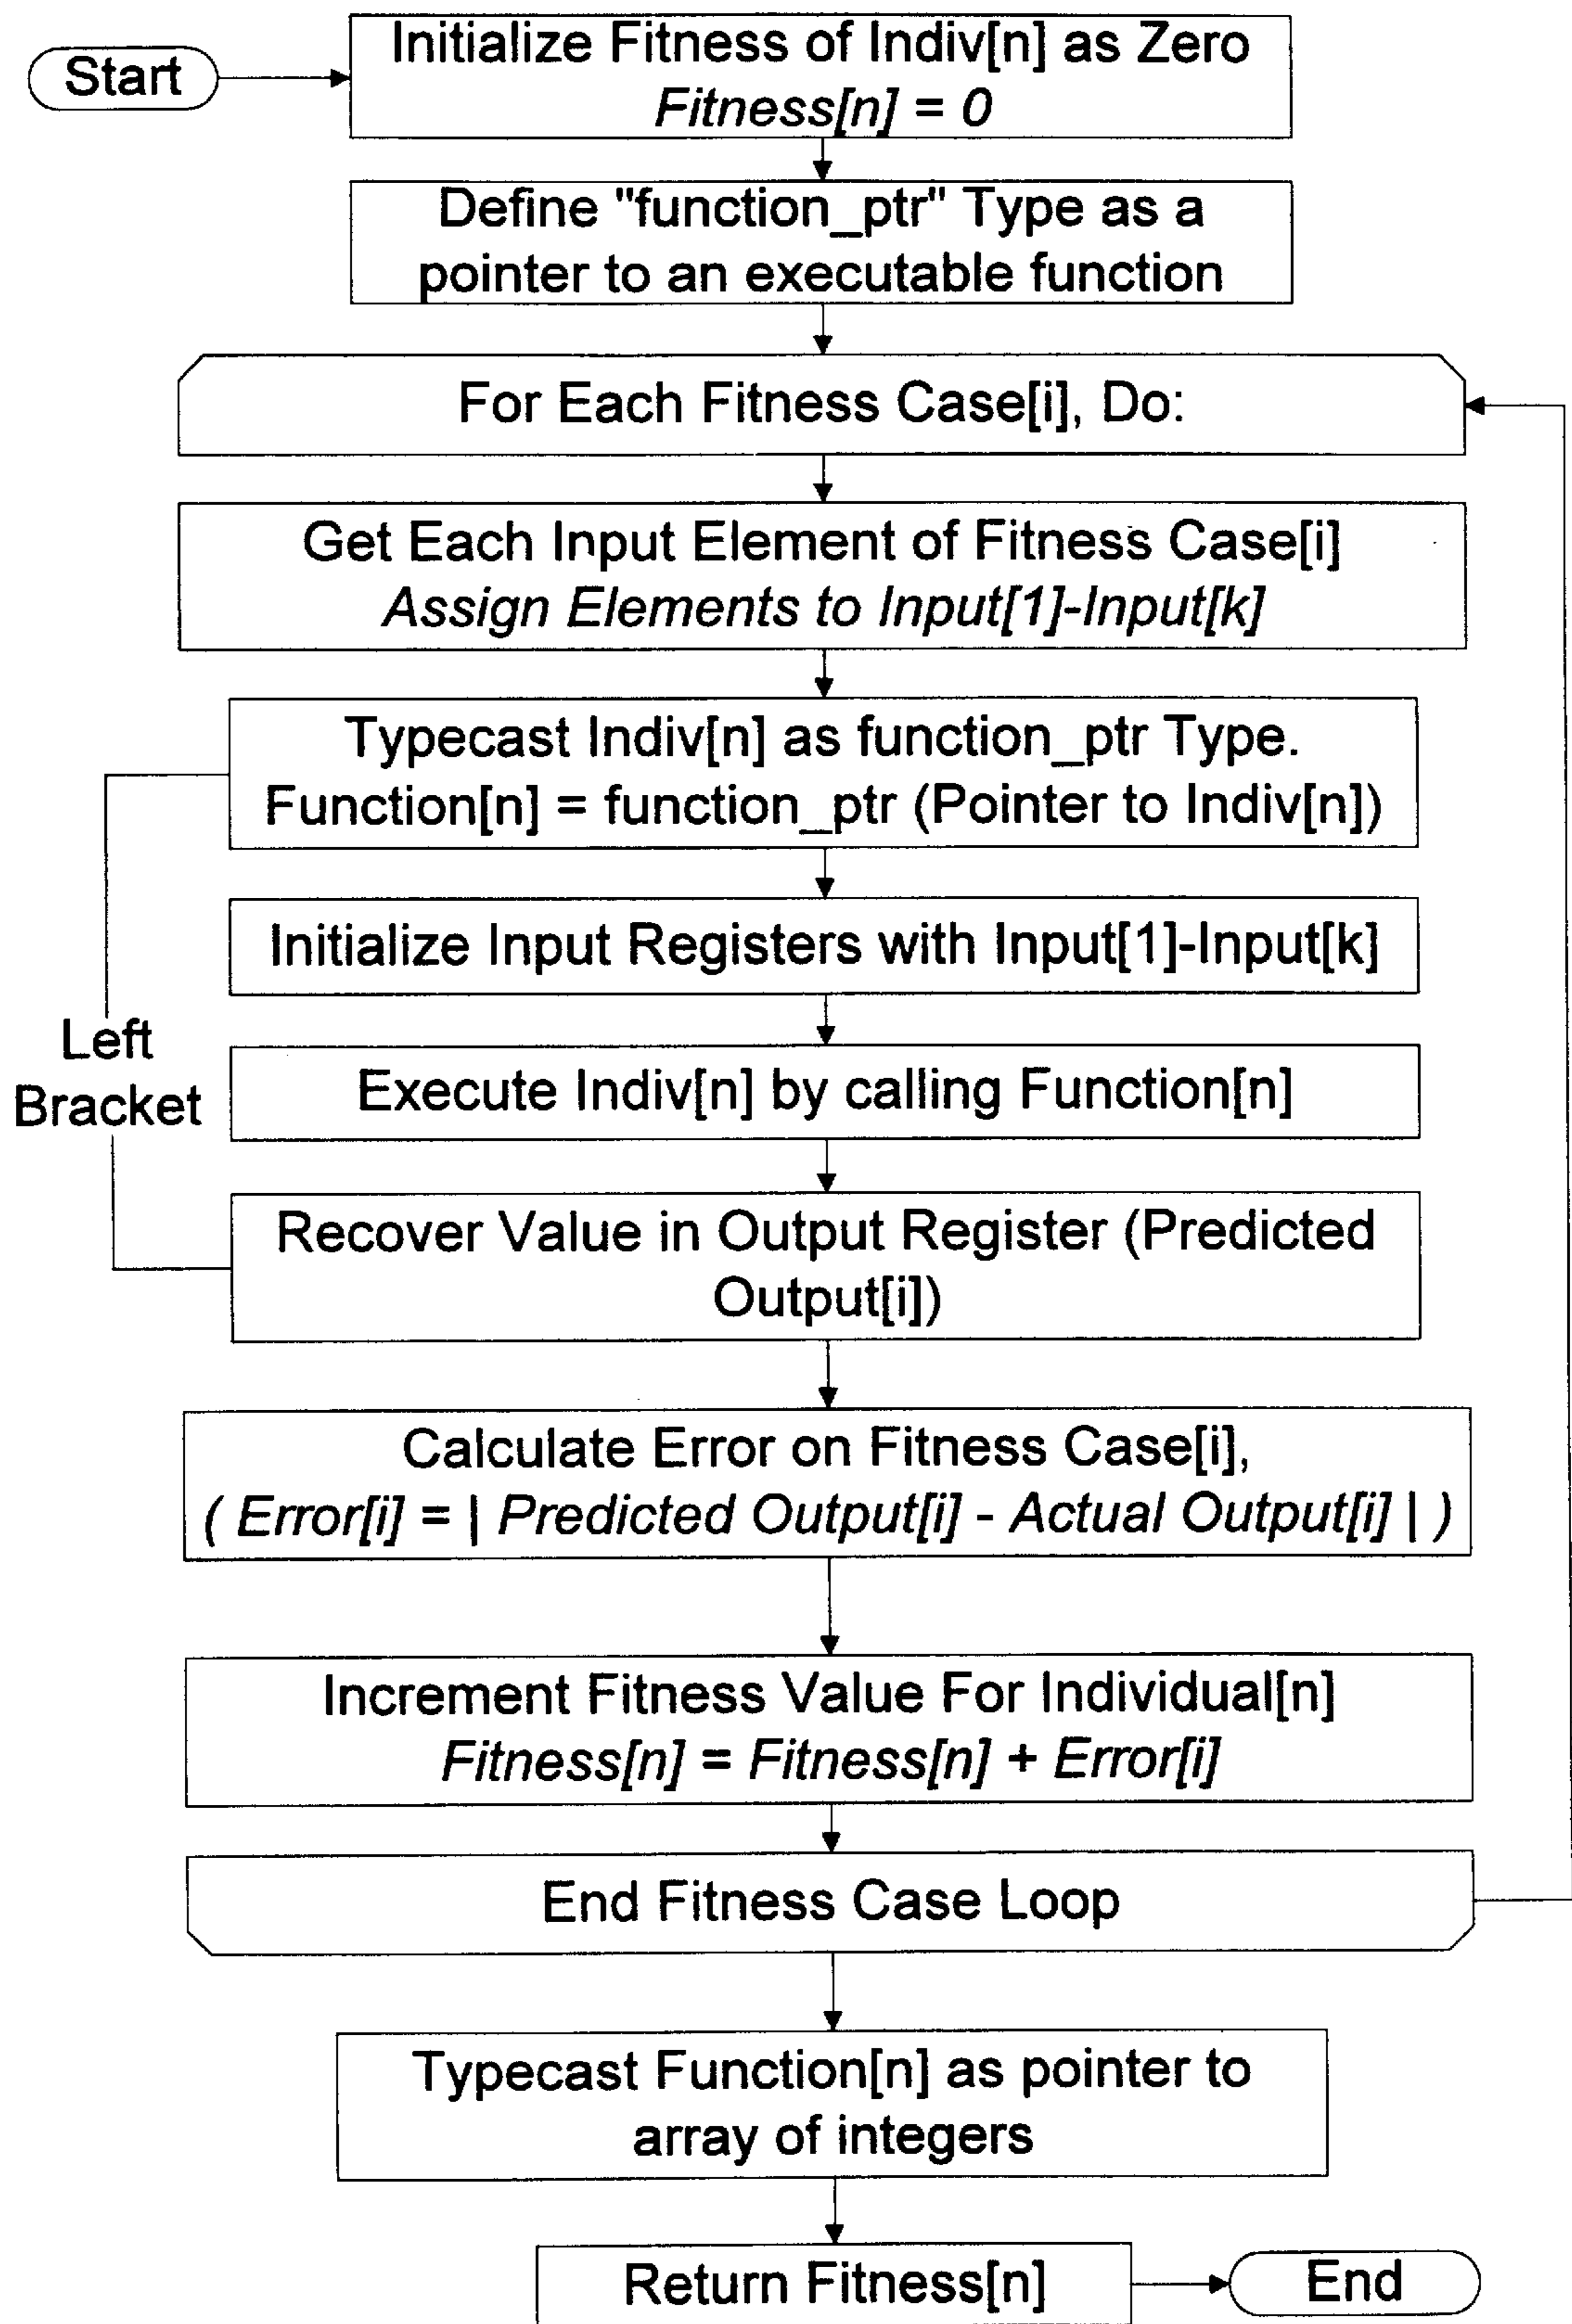 Start
Initialize Fitness of Indiv[n] as Zero
Fitness[n] = 0
Define "function_ptr" Type as a
pointer to an executable function
For Each Fitness Case[i], Do:
Get Each Input Element of Fitness Case[i]
Assign Elements to Input[1]-Input[k]
Typecast Indiv[n] as function_ptr Type.
Function[n] = function_ptr (Pointer to Indiv[n])
Initialize Input Registers with Input[1]-Input[k]
Left
Bracket
Execute Indiv[n] by calling Function[n]
Recover Value in Output Register (Predicted
Output[i])
Calculate Error on Fitness Case[i],
( Error[i] = | Predicted Output[i] - Actual Output[i] | )
Increment Fitness Value For Individual[n]
Fitness[n] = Fitness[n] + Error[i]
End Fitness Case Loop
Typecast Function[n] as pointer to
array of integers
Return Fitness[n]
End